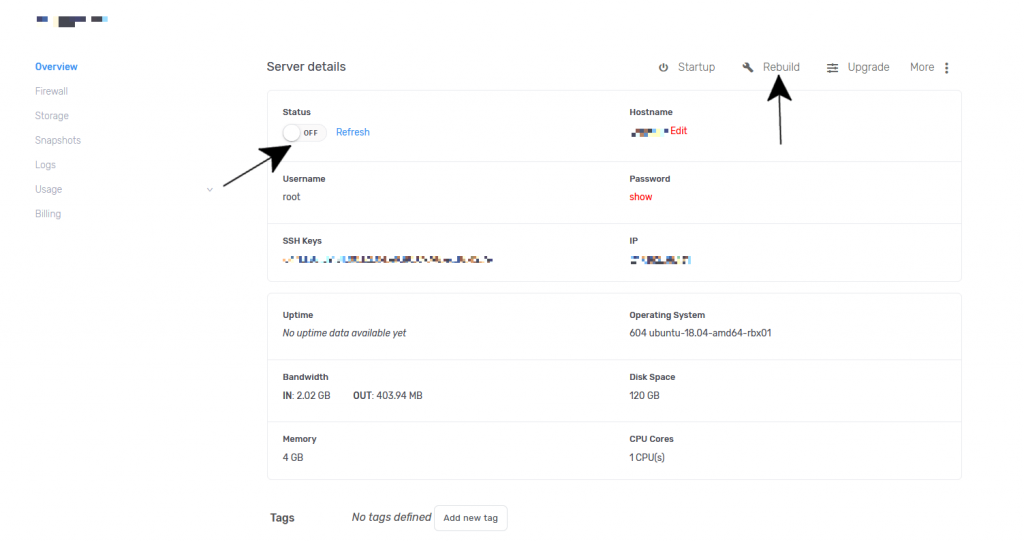 Overview
Firewall
Storage
Snapshots
Logs
Usage
Billing
Server details
Startup Rebuild Upgrade More
Status Hostname
OFF Refresh Edit
Username Password
root show
SSH Keys IP
Uptime Operating System
No uptime data available yet 604 ubuntu-18.04-amd64-rbx01
Bandwidth Disk Space
IN: 2.02 GB OUT: 403.94 MB 120 GB
Memory CPU Cores
4 GB 1 CPU(s)
Tags No tags defined Add new tag